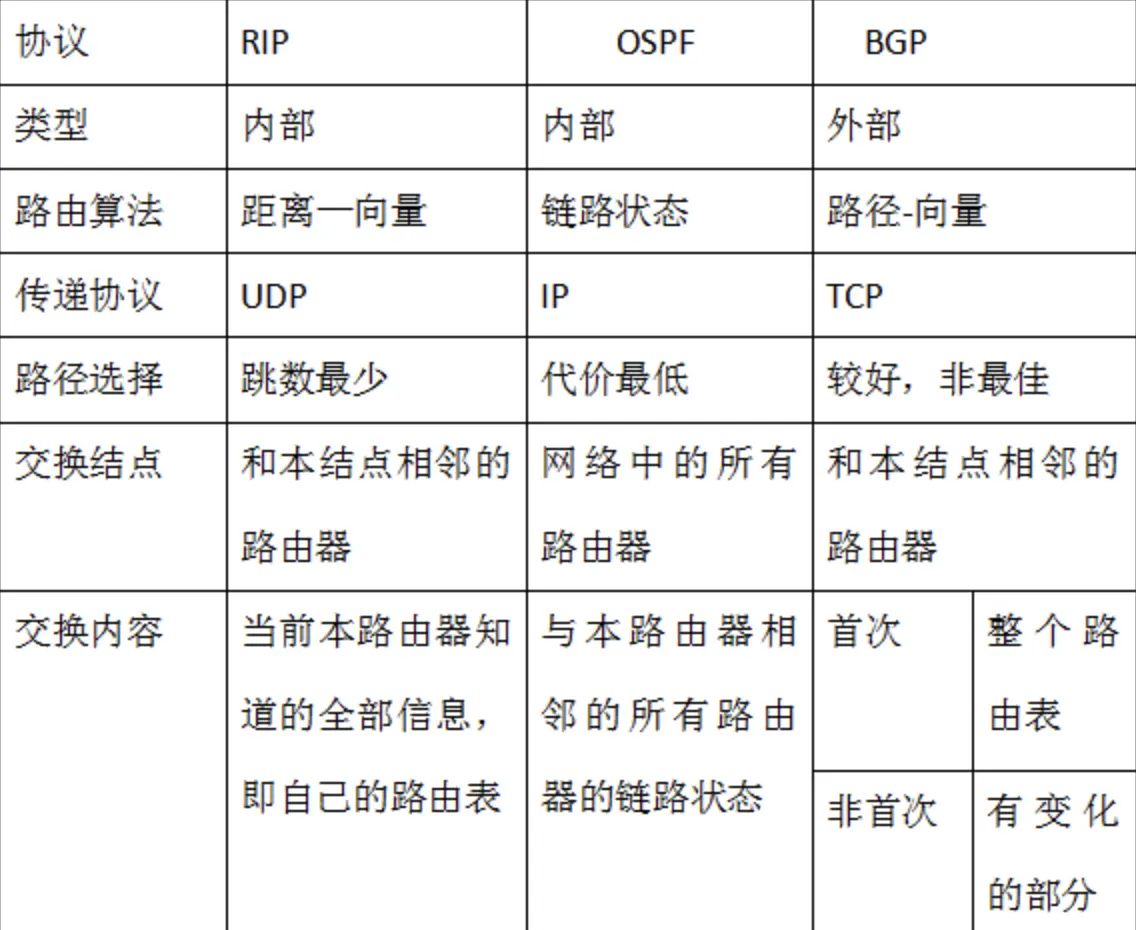 协议 RIP OSPF BGP
类型 内部 内部 外部
路由算法 距离—向量 链路状态 路径-向量
传递协议 UDP IP TCP
路径选择 跳数最少 代价最低 较好，非最佳
交换结点 和本结点相邻的 网络中的所有 和本结点相邻的
路由器 路由器 路由器
交换内容 当前本路由器知 与本路由器相 首次 整个路
道的全部信息， 邻的所有路由 由表
即自己的路由表 器的链路状态 非首次 有变化
的部分